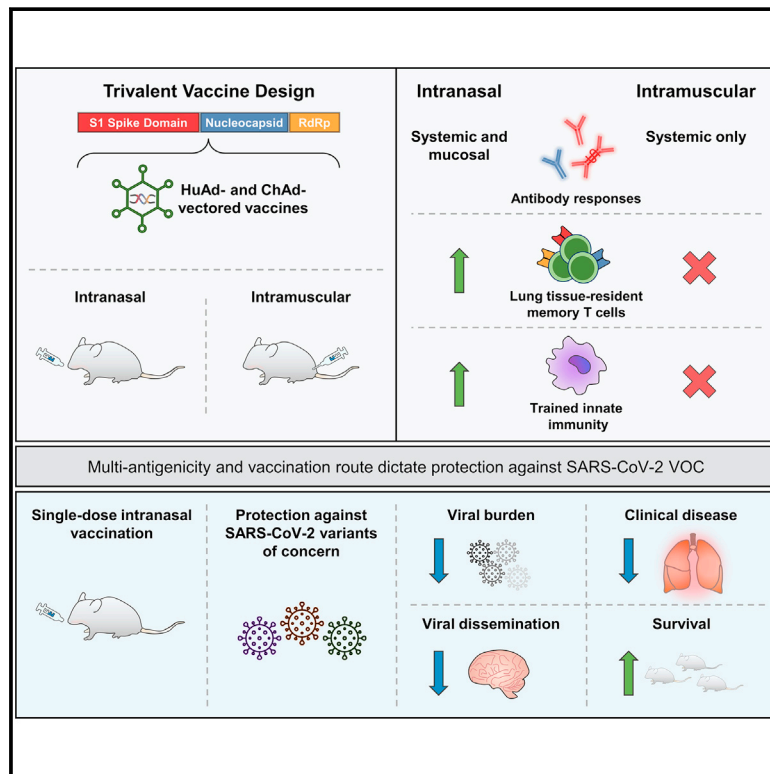 Trivalent Vaccine Design
S1 Spike Domain Nucleocapsid RdRp
HuAd- and ChAd-
vectored vaccines
Intranasal
Intramuscular
Intranasal
Intramuscular
Systemic and
mucosal
Systemic only
Antibody responses
Lung tissue-resident
memory T cells
Trained innate
immunity
Multi-antigenicity and vaccination route dictate protection against SARS-CoV-2 VOC
Single-dose intranasal
vaccination
Protection against
SARS-CoV-2 variants
of concern
Viral burden
Clinical disease
Viral dissemination
Survival